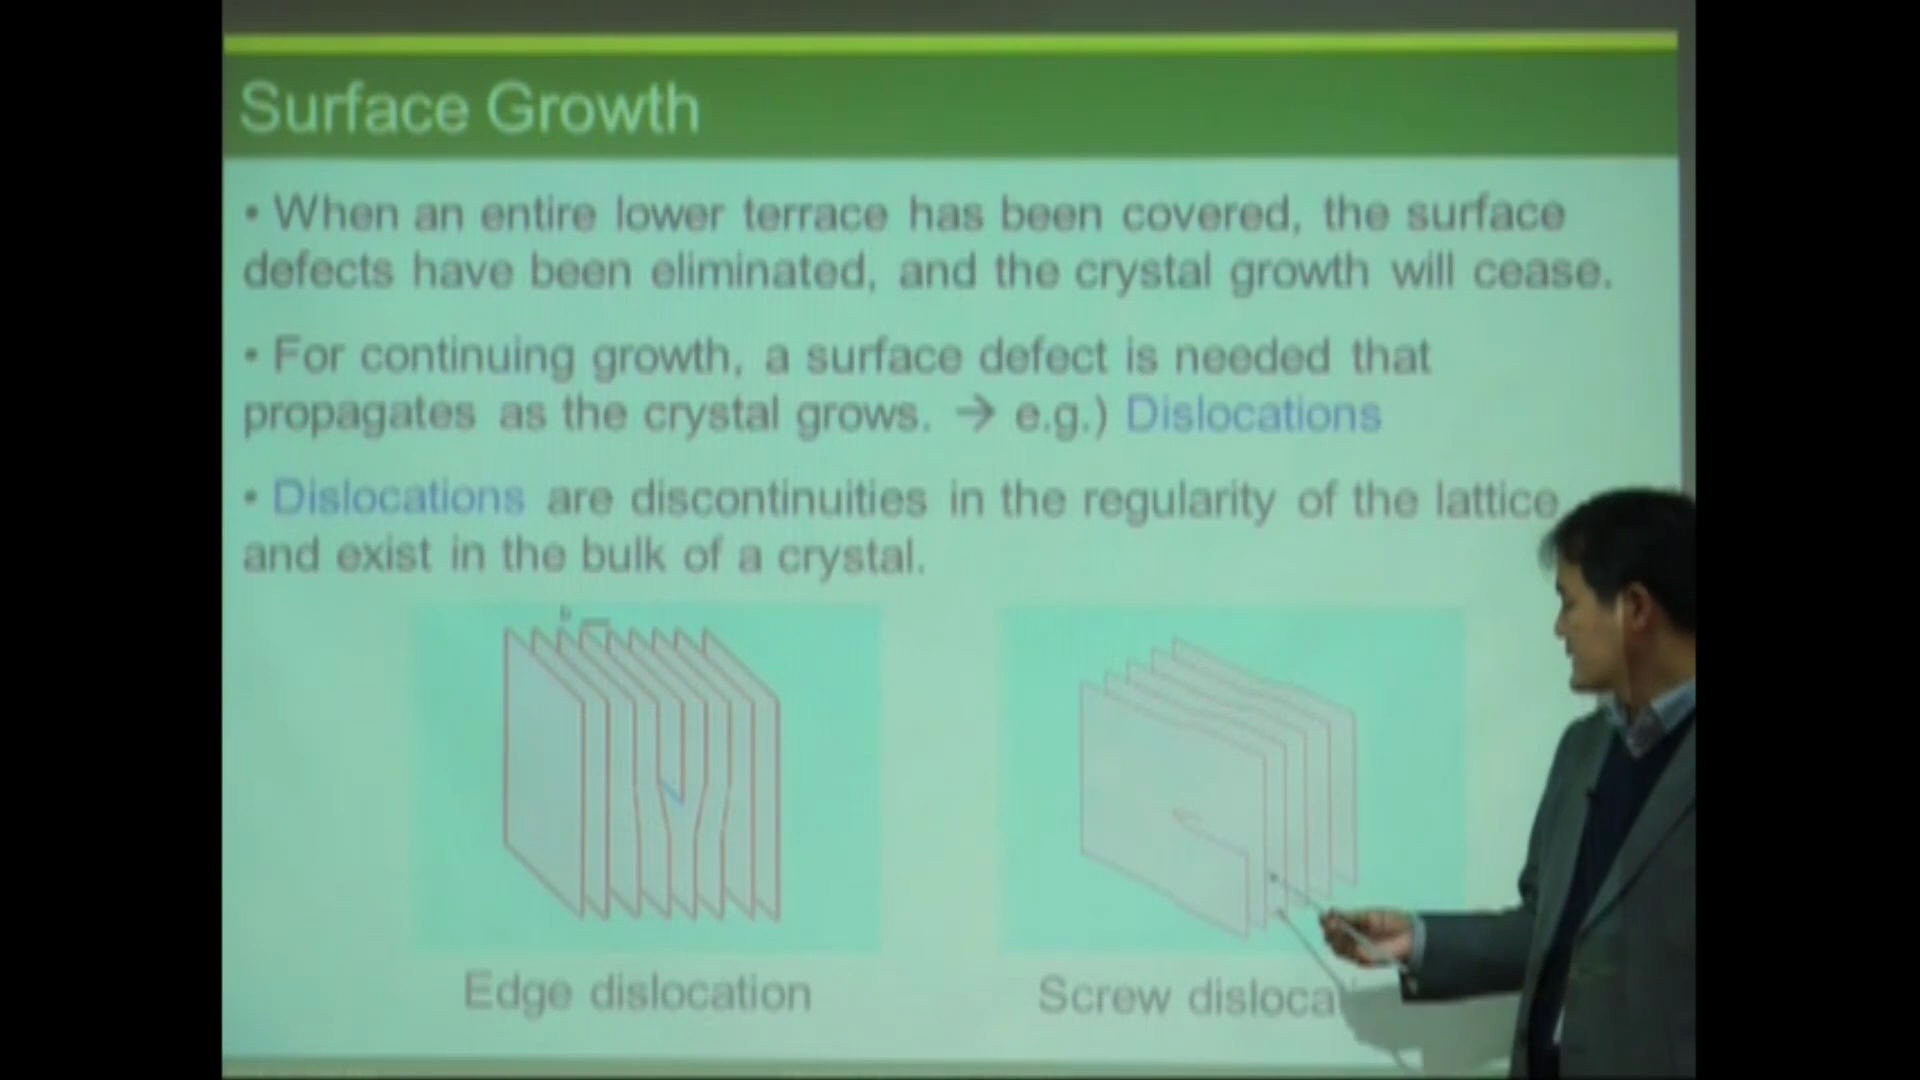 Surface Growth
• When an entire lower terrace has been covered, the surface
defects have been eliminated, and the crystal growth will cease.
• For continuing growth, a surface defect is needed that
propagates as the crystal grows. → e.g.) Dislocations
• Dislocations are discontinuities in the regularity of the lattice
and exist in the bulk of a crystal.
b
Edge dislocation
Screw disloca